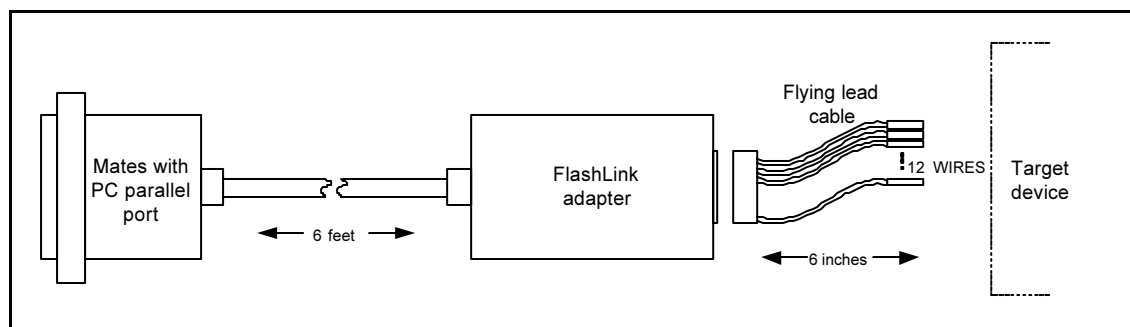 Mates with
PC parallel
port
6 feet
FlashLink
adapter
Flying lead
cable
12 WIRES
6 inches
Target
device